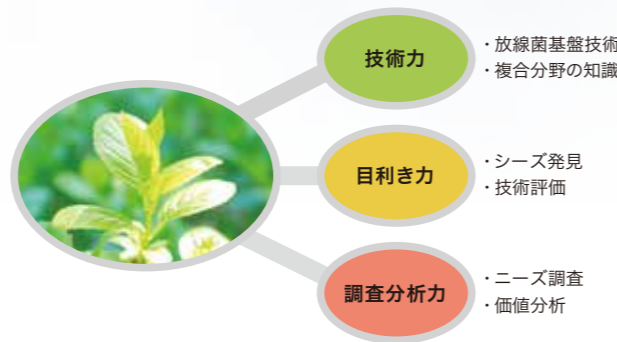 技術力
・放線菌基盤技術
・複合分野の知識
目利き力
・シーズ発見
・技術評価
調査分析力
・ニーズ調査
・価値分析